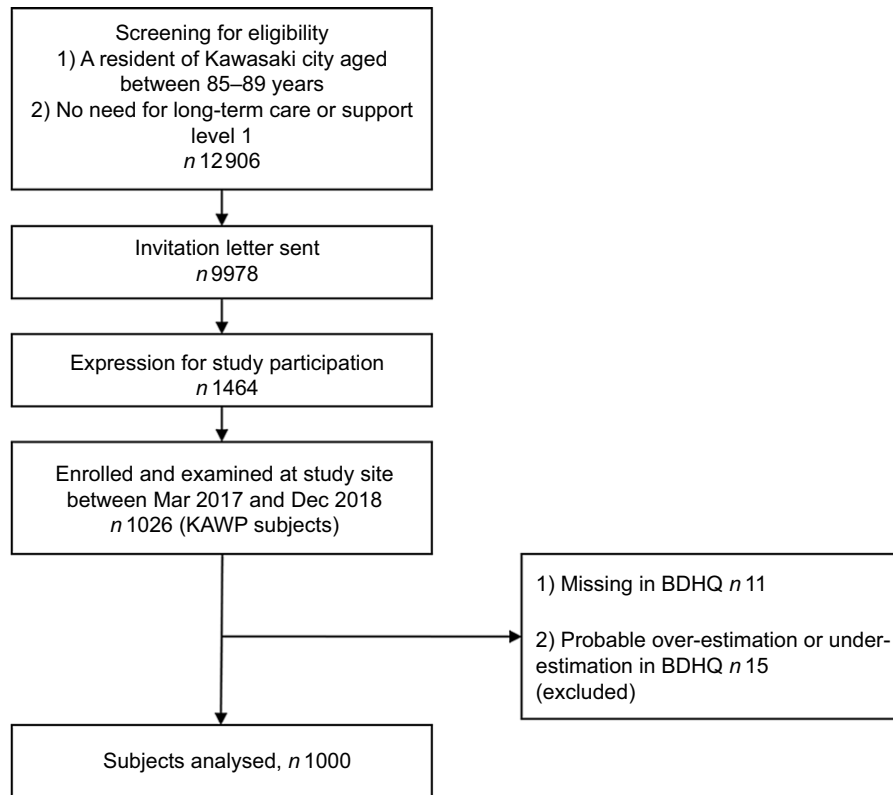 Screening for eligibility
1) A resident of Kawasaki city aged
between 85–89 years
2) No need for long-term care or support
level 1
n 12 906
Invitation letter sent
n 9978
Expression for study participation
n 1464
Enrolled and examined at study site
between Mar 2017 and Dec 2018
n 1026 (KAWP subjects)
1) Missing in BDHQ n 11
2) Probable over-estimation or under-
estimation in BDHQ n 15
(excluded)
Subjects analysed, n 1000